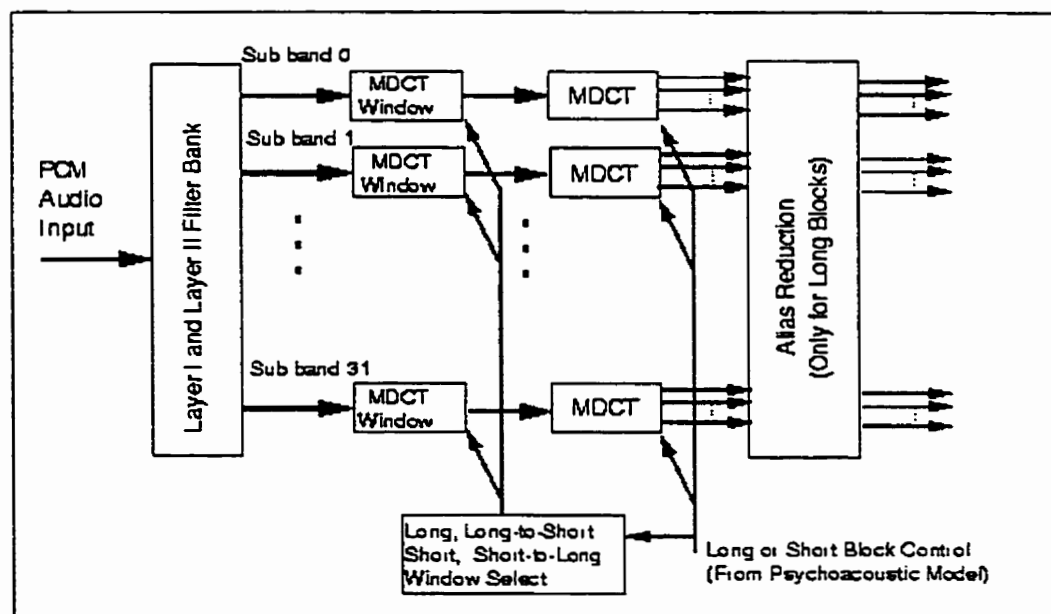 Sub band 0
MDCT
Window
MDCT
Sub band 1
MDCT
Window
MDCT
PCM
Audio
Input
Layer I and Layer II Filter Bank
Alias Reduction
(Only for Long Blocks)
Sub band 31
MDCT
Window
MDCT
Long, Long-to-Short
Short, Short-to-Long
Window Select
Long or Short Block Control
(From Psychoacoustic Model)